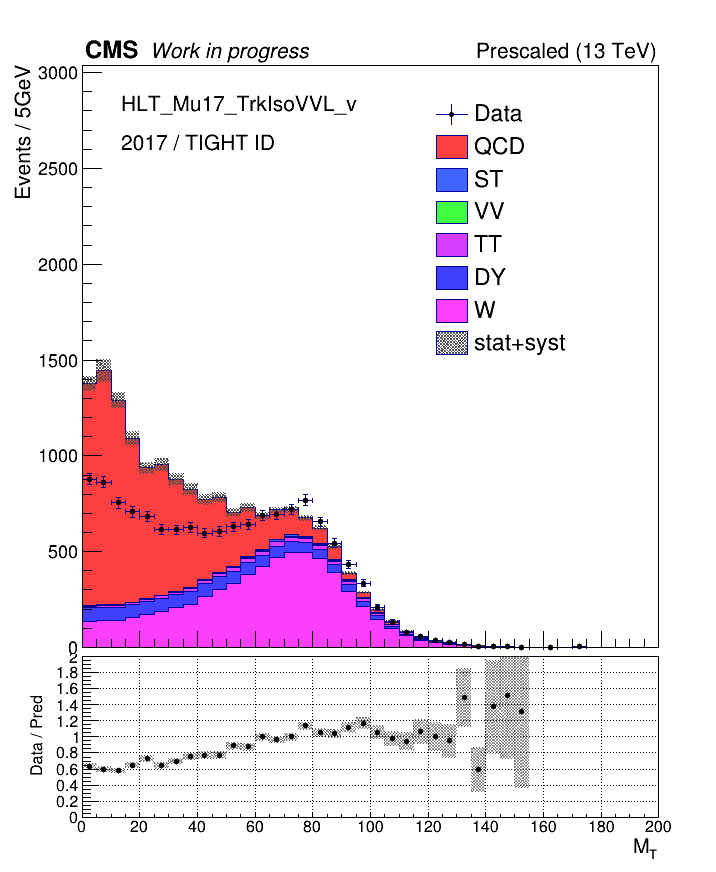 CMS Work in progress Prescaled (13 TeV)
Events / 5GeV
3000
2500
2000
1500
1000
500
0
HLT_Mu17_TrkIsoVVL_v
2017 / TIGHT ID
Data
QCD
ST
VV
TT
DY
W
stat+syst
Data / Pred
2
1.8
1.6
1.4
1.2
1
0.8
0.6
0.4
0.2
0
0 20 40 60 80 100 120 140 160 180 200
M_T